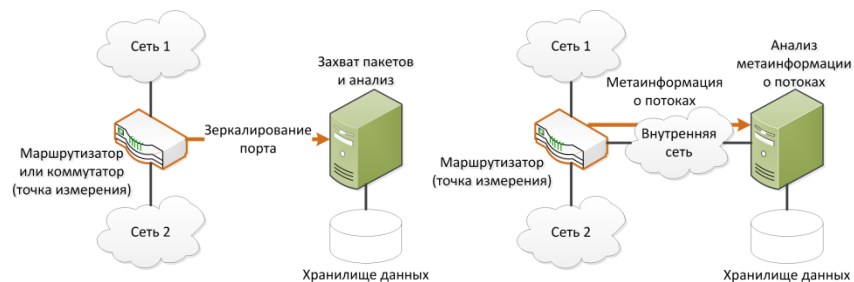 Сеть 1
Захват пакетов
и анализ
Зеркалирование
порта
Маршрутизатор
или коммутатор
(точка измерения)
Сеть 2
Хранилище данных
Сеть 1
Анализ
метаинформации
о потоках
Метаинформация
о потоках
Внутренняя
сеть
Маршрутизатор
(точка измерения)
Сеть 2
Хранилище данных